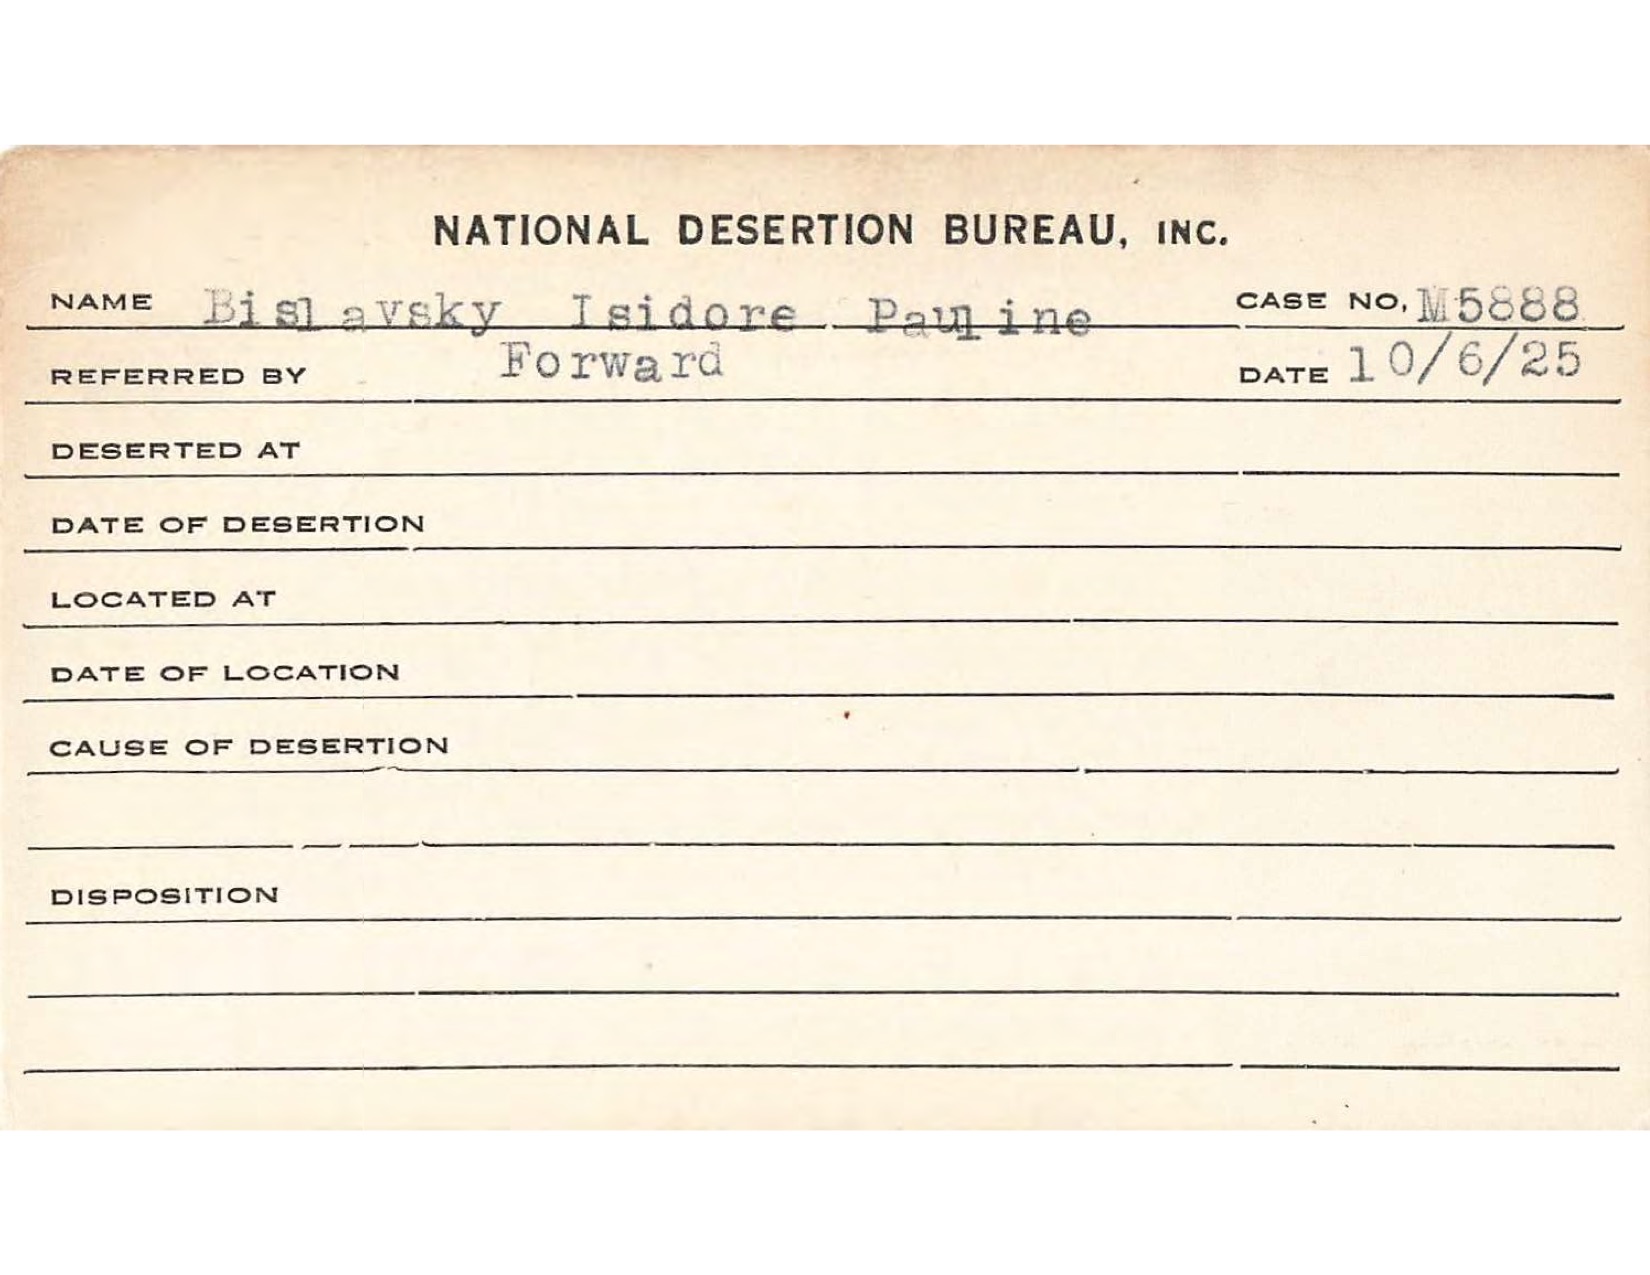 NATIONAL DESERTION BUREAU, INC.
NAME Bislavsky Isidore Pauline CASE NO. M5888
REFERRED BY Forward DATE 10/6/25
DESERTED AT
DATE OF DESERTION
LOCATED AT
DATE OF LOCATION
CAUSE OF DESERTION
DISPOSITION